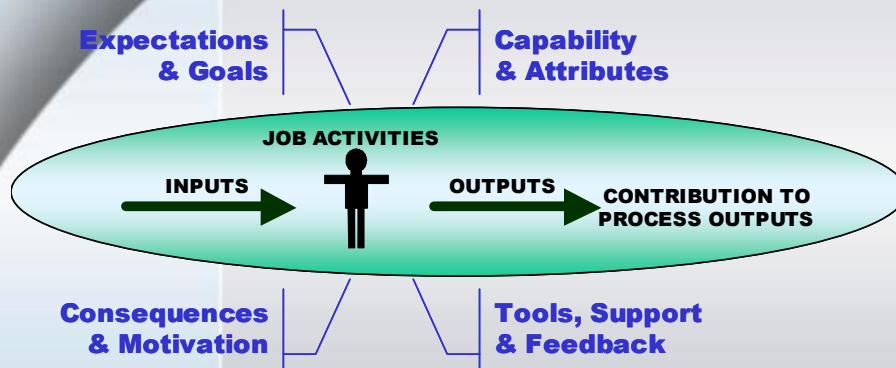 Expectations
& Goals
Capability
& Attributes
JOB ACTIVITIES
INPUTS
OUTPUTS
CONTRIBUTION TO
PROCESS OUTPUTS
Consequences
& Motivation
Tools, Support
& Feedback